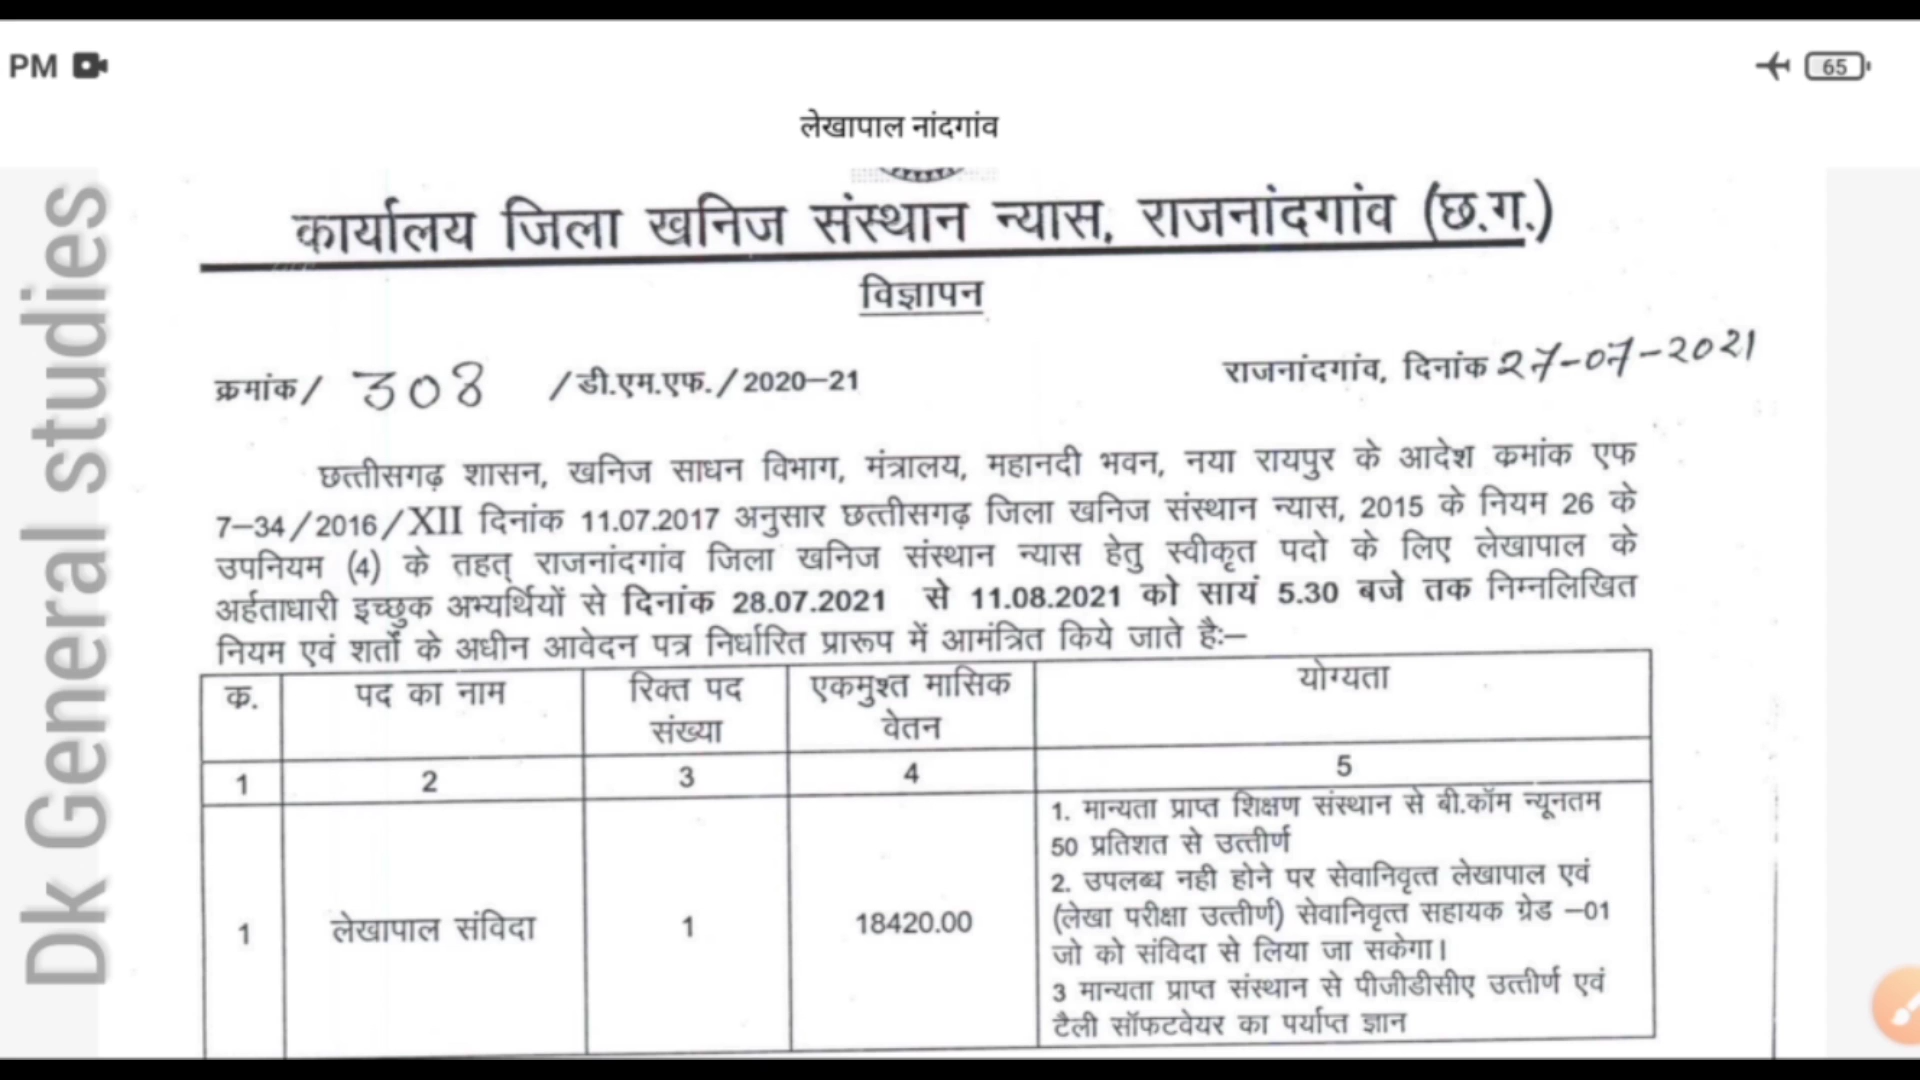 PM
65
लेखापाल नांदगांव
Dk General studies
कार्यालय जिला खनिज संस्थान न्यास, राजनांदगांव (छ.ग.)
विज्ञापन
क्रमांक/ 308 /डी.एम.एफ./2020–21
राजनांदगांव, दिनांक 27-07-2021
छत्तीसगढ़ शासन, खनिज साधन विभाग, मंत्रालय, महानदी भवन, नया रायपुर के आदेश कमांक एफ
7–34/2016/XII दिनांक 11.07.2017 अनुसार छत्तीसगढ़ जिला खनिज संस्थान न्यास, 2015 के नियम 26 के
उपनियम (4) के तहत् राजनांदगांव जिला खनिज संस्थान न्यास हेतु स्वीकृत पदो के लिए लेखापाल के
अर्हताधारी इच्छुक अभ्यर्थियों से दिनांक 28.07.2021 से 11.08.2021 को सायं 5.30 बजे तक निम्नलिखित
नियम एवं शर्तो के अधीन आवेदन पत्र निर्धारित प्रारूप में आमंत्रित किये जाते हैः–
क. पद का नाम रिक्त पद संख्या एकमुश्त मासिक वेतन योग्यता
1 2 3 4 5
1 लेखापाल संविदा 1 18420.00
1. मान्यता प्राप्त शिक्षण संस्थान से बी.कॉम न्यूनतम
50 प्रतिशत से उत्तीर्ण
2. उपलब्ध नही होने पर सेवानिवृत्त लेखापाल एवं
(लेखा परीक्षा उत्तीर्ण) सेवानिवृत्त सहायक ग्रेड –01
जो को संविदा से लिया जा सकेगा।
3 मान्यता प्राप्त संस्थान से पीजीडीसीए उत्तीर्ण एवं
टैली सॉफटवेयर का पर्याप्त ज्ञान